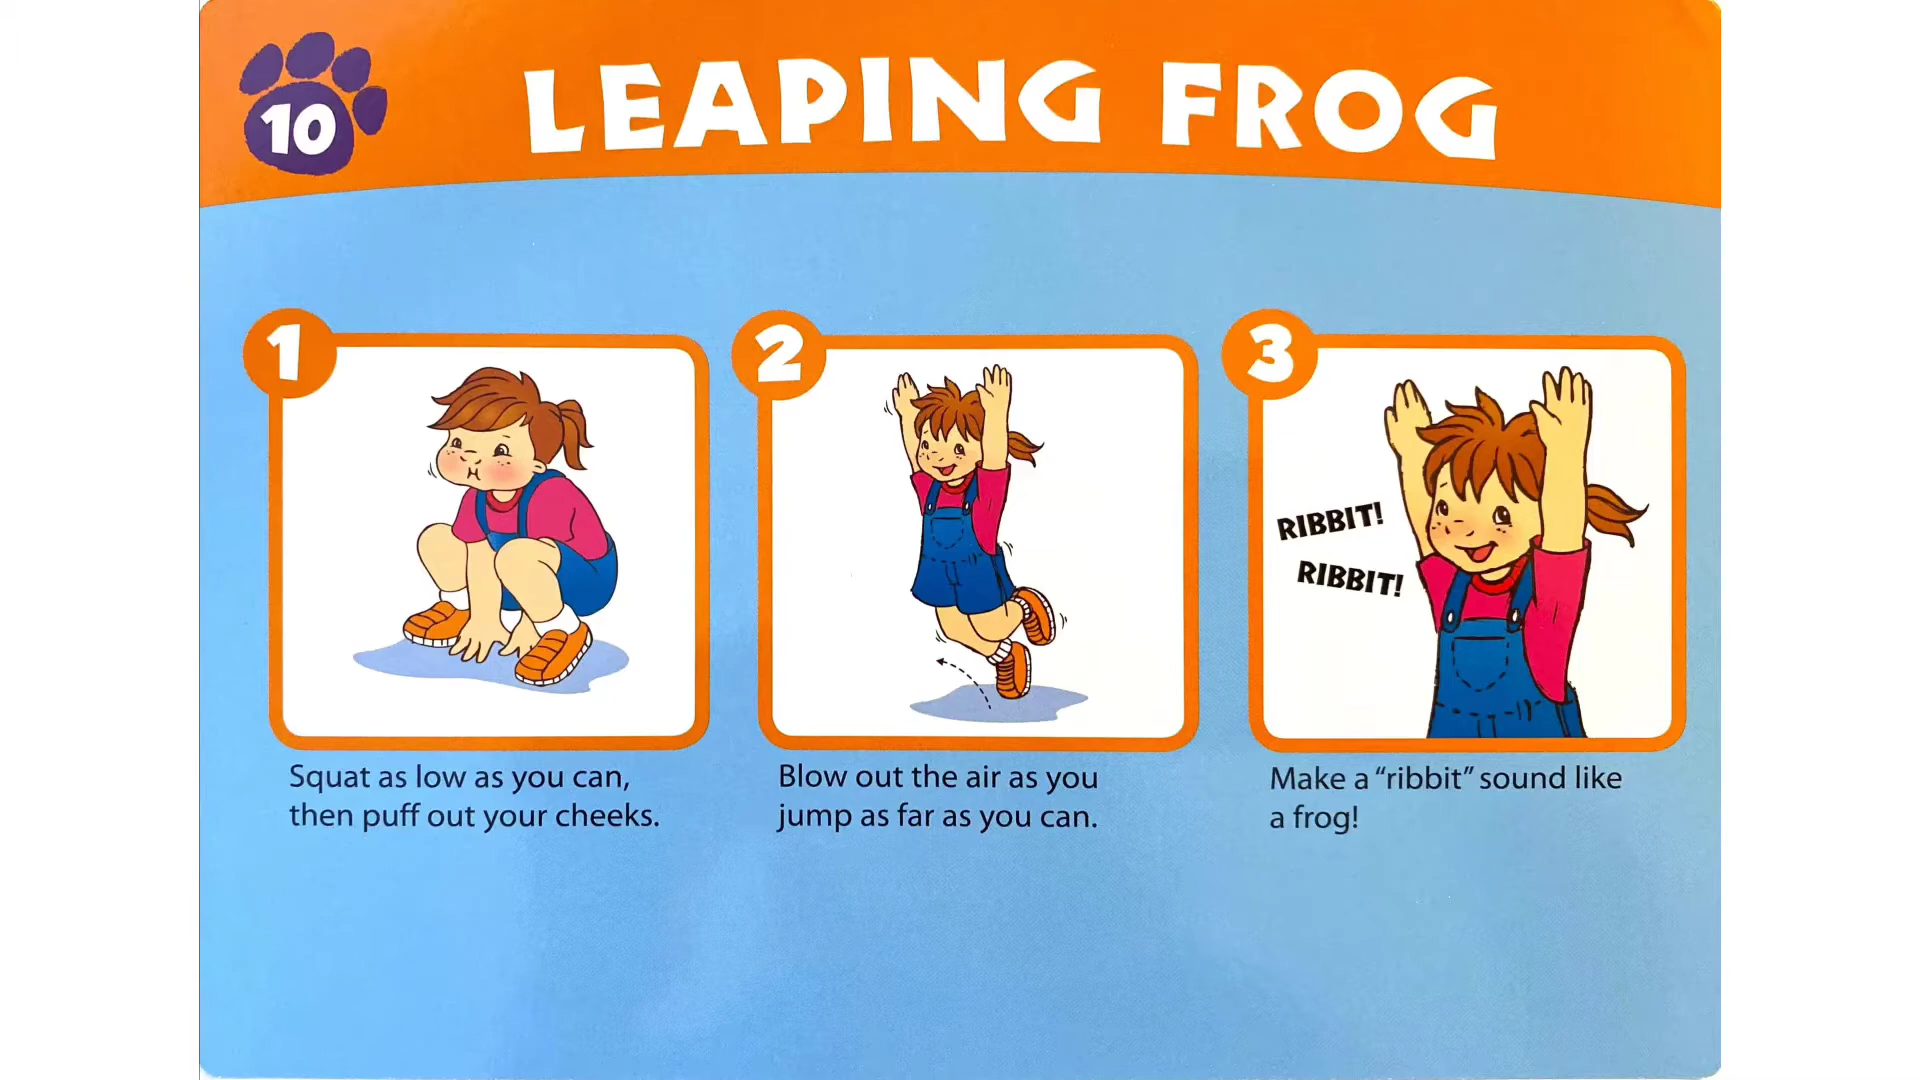 10
LEAPING FROG
1
2
3
RIBBIT!
RIBBIT!
Squat as low as you can,
then puff out your cheeks.
Blow out the air as you
jump as far as you can.
Make a “ribbit” sound like
a frog!